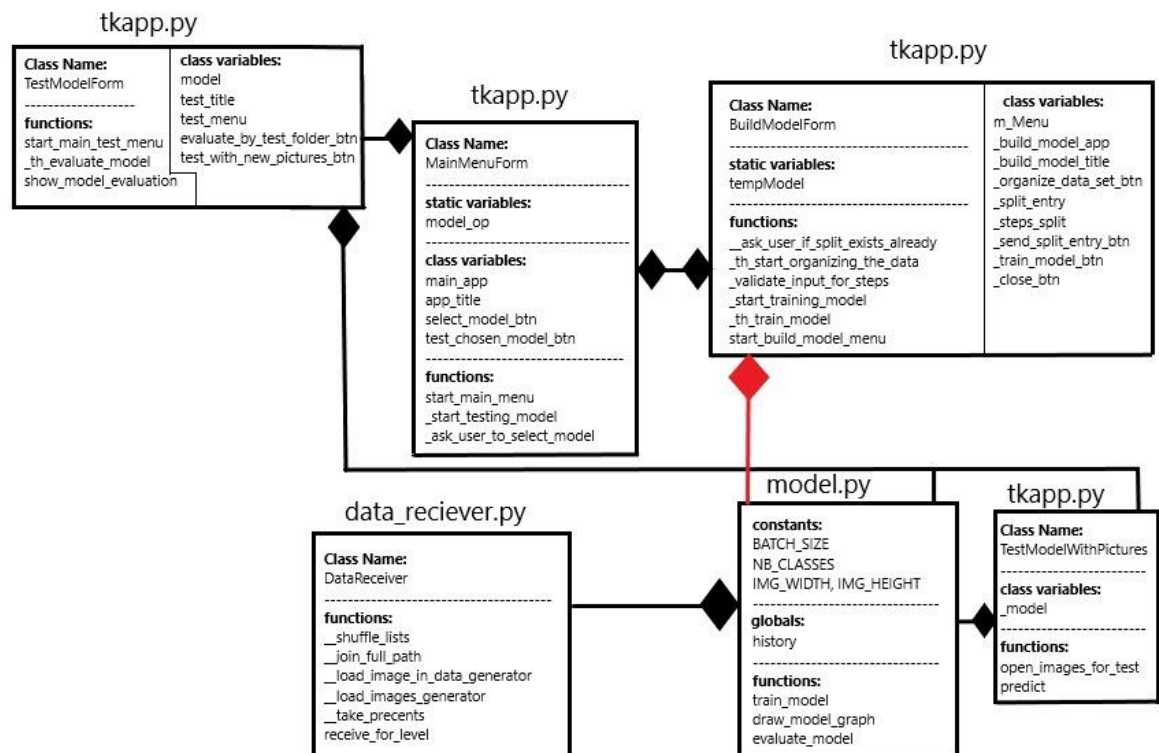 tkapp.py
Class Name:
TestModelForm
--------------------
functions:
start_main_test_menu
_th_evaluate_model
show_model_evaluation
class variables:
model
test_title
test_menu
evaluate_by_test_folder_btn
test_with_new_pictures_btn
tkapp.py
Class Name:
MainMenuForm
static variables:
model_op
class variables:
main_app
app_title
select_model_btn
test_chosen_model_btn
functions:
start_main_menu
_start_testing_model
_ask_user_to_select_model
tkapp.py
Class Name:
BuildModelForm
static variables:
tempModel
functions:
__ask_user_if_split_exists_already
_th_start_organizing_the_data
_validate_input_for_steps
_start_training_model
_th_train_model
start_build_model_menu
class variables:
m_Menu
_build_model_app
_build_model_title
_organize_data_set_btn
_split_entry
_steps_split
_send_split_entry_btn
_train_model_btn
_close_btn
data_reciever.py
Class Name:
DataReceiver
functions:
__shuffle_lists
__join_full_path
__load_image_in_data_generator
__load_images_generator
__take_precents
receive_for_level
model.py
constants:
BATCH_SIZE
NB_CLASSES
IMG_WIDTH, IMG_HEIGHT
globals:
history
functions:
train_model
draw_model_graph
evaluate_model
tkapp.py
Class Name:
TestModelWithPictures
class variables:
_model
functions:
open_images_for_test
predict